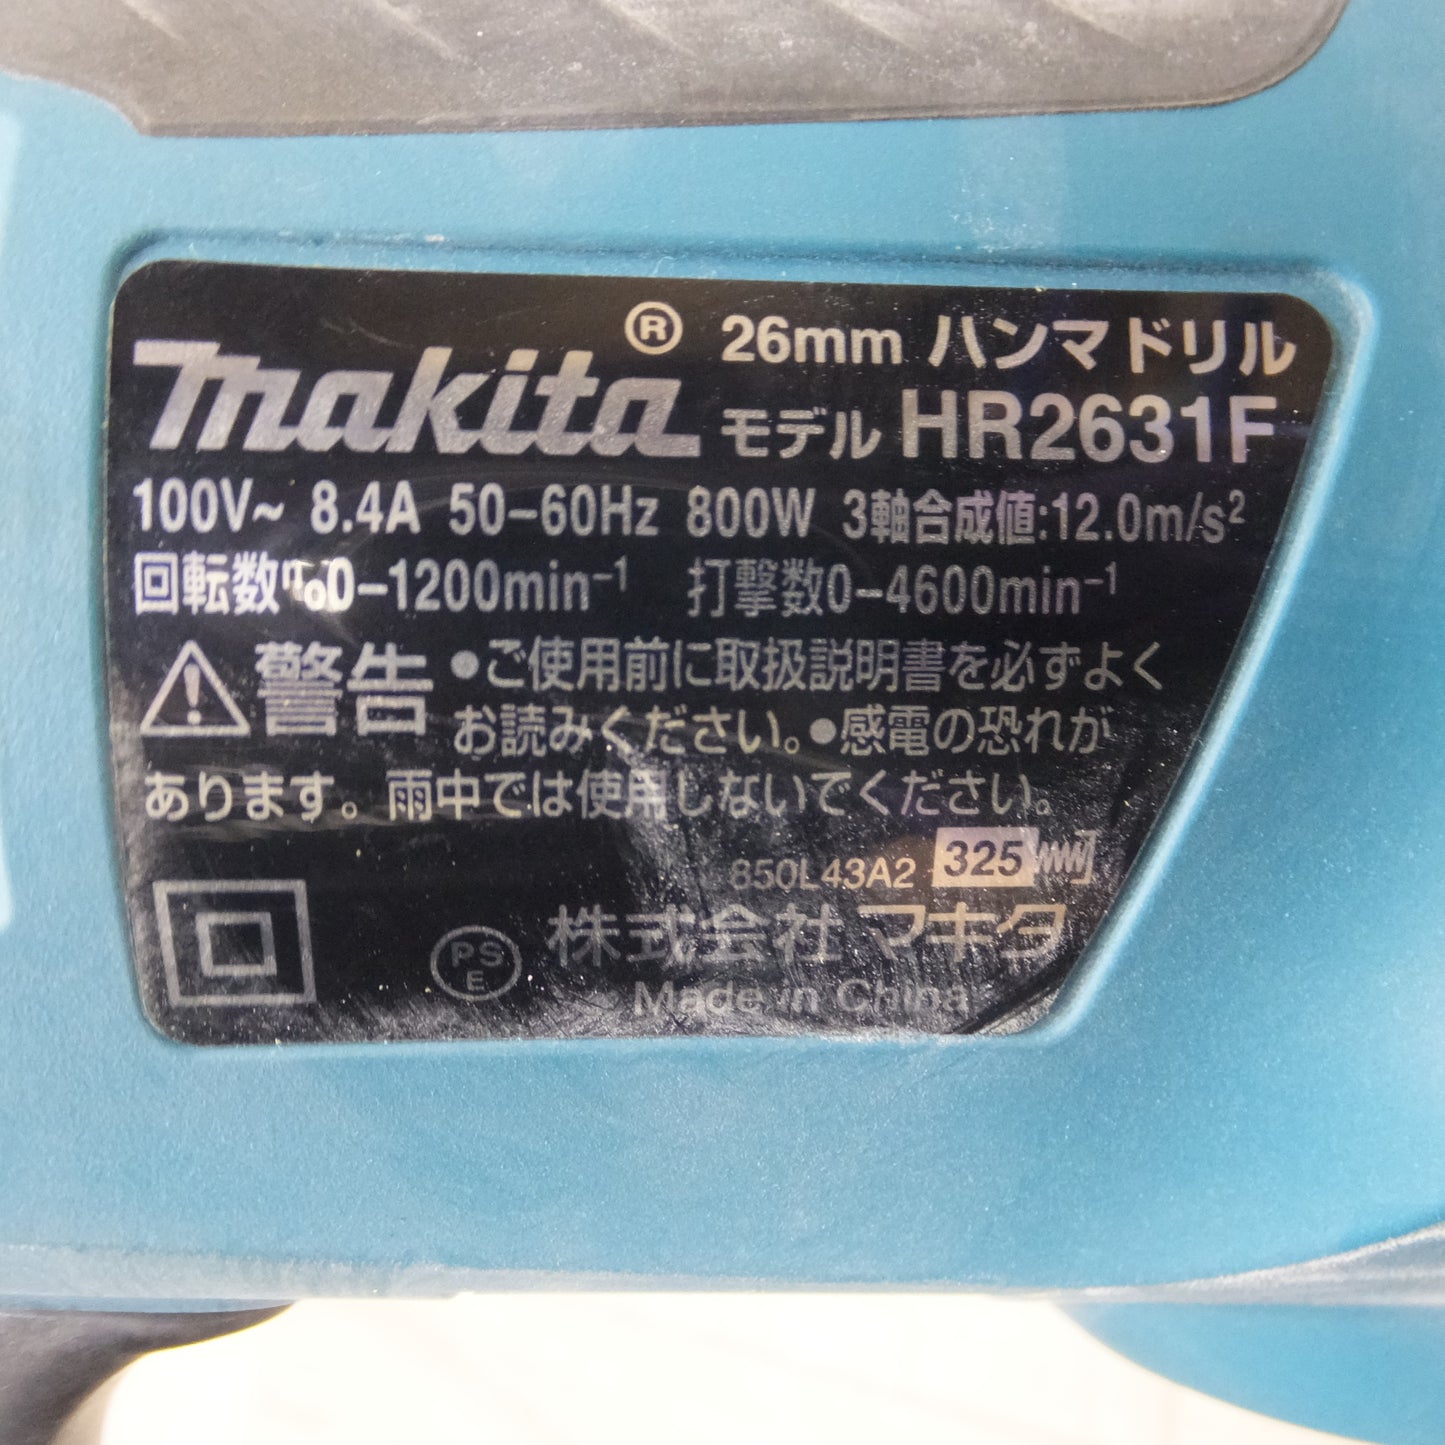 makita® 26mm ハンマドリル
モデル HR2631F
100V~ 8.4A 50-60Hz 800W 3軸合成値:12.0m/s²
回転数n₀0-1200min⁻¹ 打撃数0-4600min⁻¹
警告 ●ご使用前に取扱説明書を必ずよく
お読みください。●感電の恐れが
あります。雨中では使用しないでください。
850L43A2 325
PS
E
株式会社 マキタ
Made in China